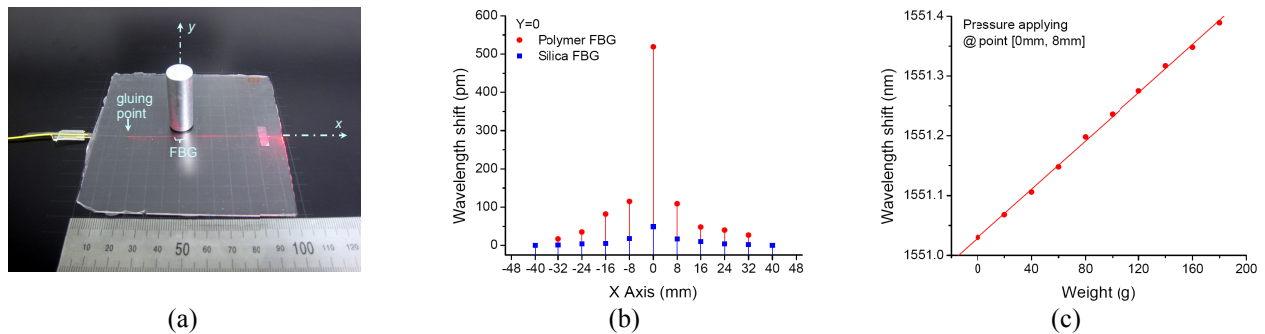 y
gluing
point
x
FBG
10 20 30 40 50 60 70 80 90 100 110 120
(a)
Y=0
Polymer FBG
Silica FBG
Wavelength shift (pm)
600
500
400
300
200
100
0
-48 -40 -32 -24 -16 -8 0 8 16 24 32 40 48
X Axis (mm)
(b)
Pressure applying
@ point [0mm, 8mm]
Wavelength shift (nm)
1551.4
1551.3
1551.2
1551.1
1551.0
0 40 80 120 160 200
Weight (g)
(c)